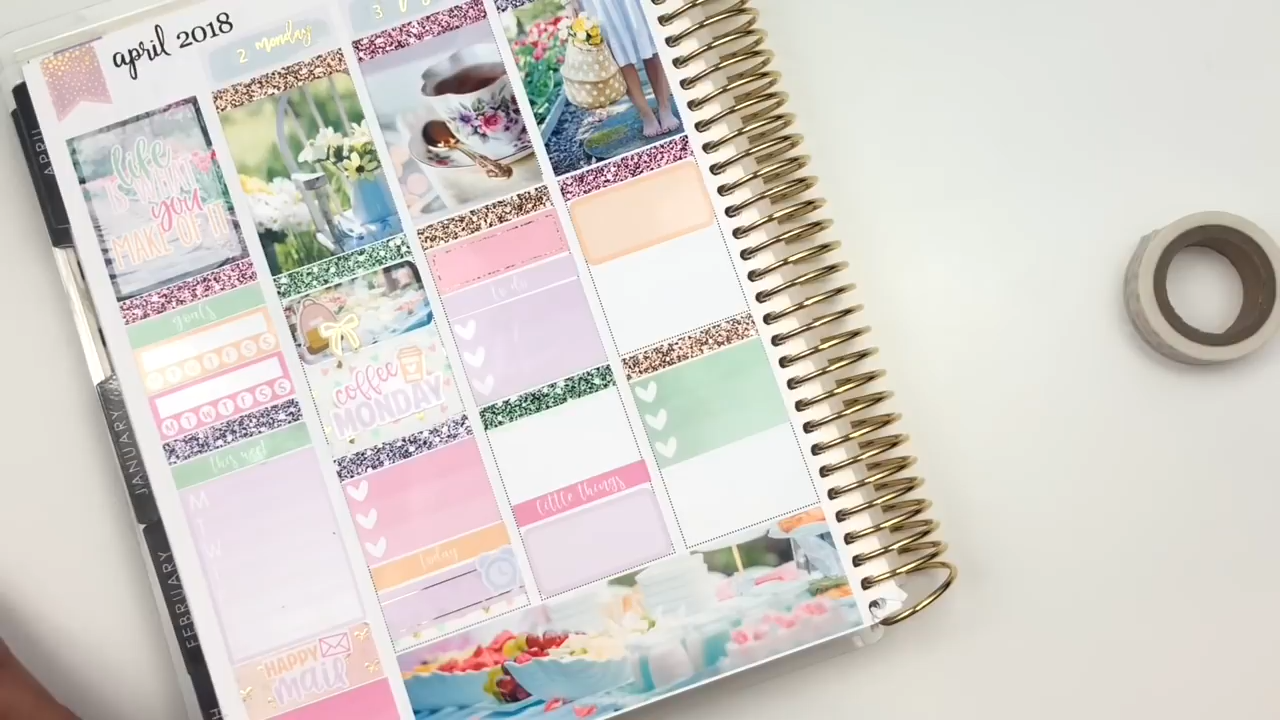 april 2018
2 monday
3
life
IS WHAT
you
MAKE OF IT
goals
M T W T F S S
M T W T F S S
this week
M
T
W
HAPPY
mail
coffee
MONDAY
today
to do
little things
APRIL
JANUARY
FEBRUARY
H